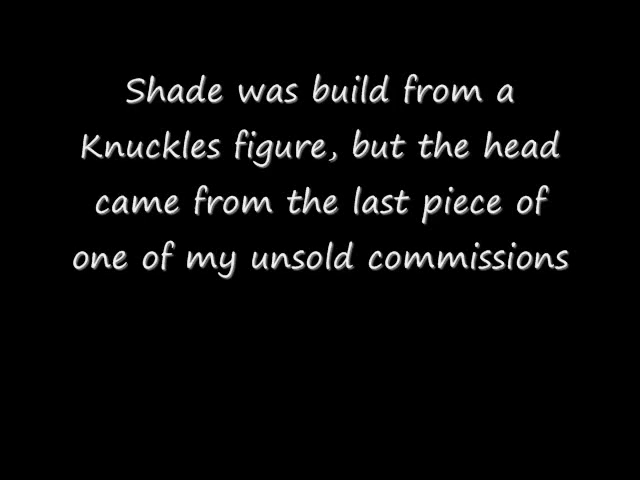 Shade was build from a
Knuckles figure, but the head
came from the last piece of
one of my unsold commissions